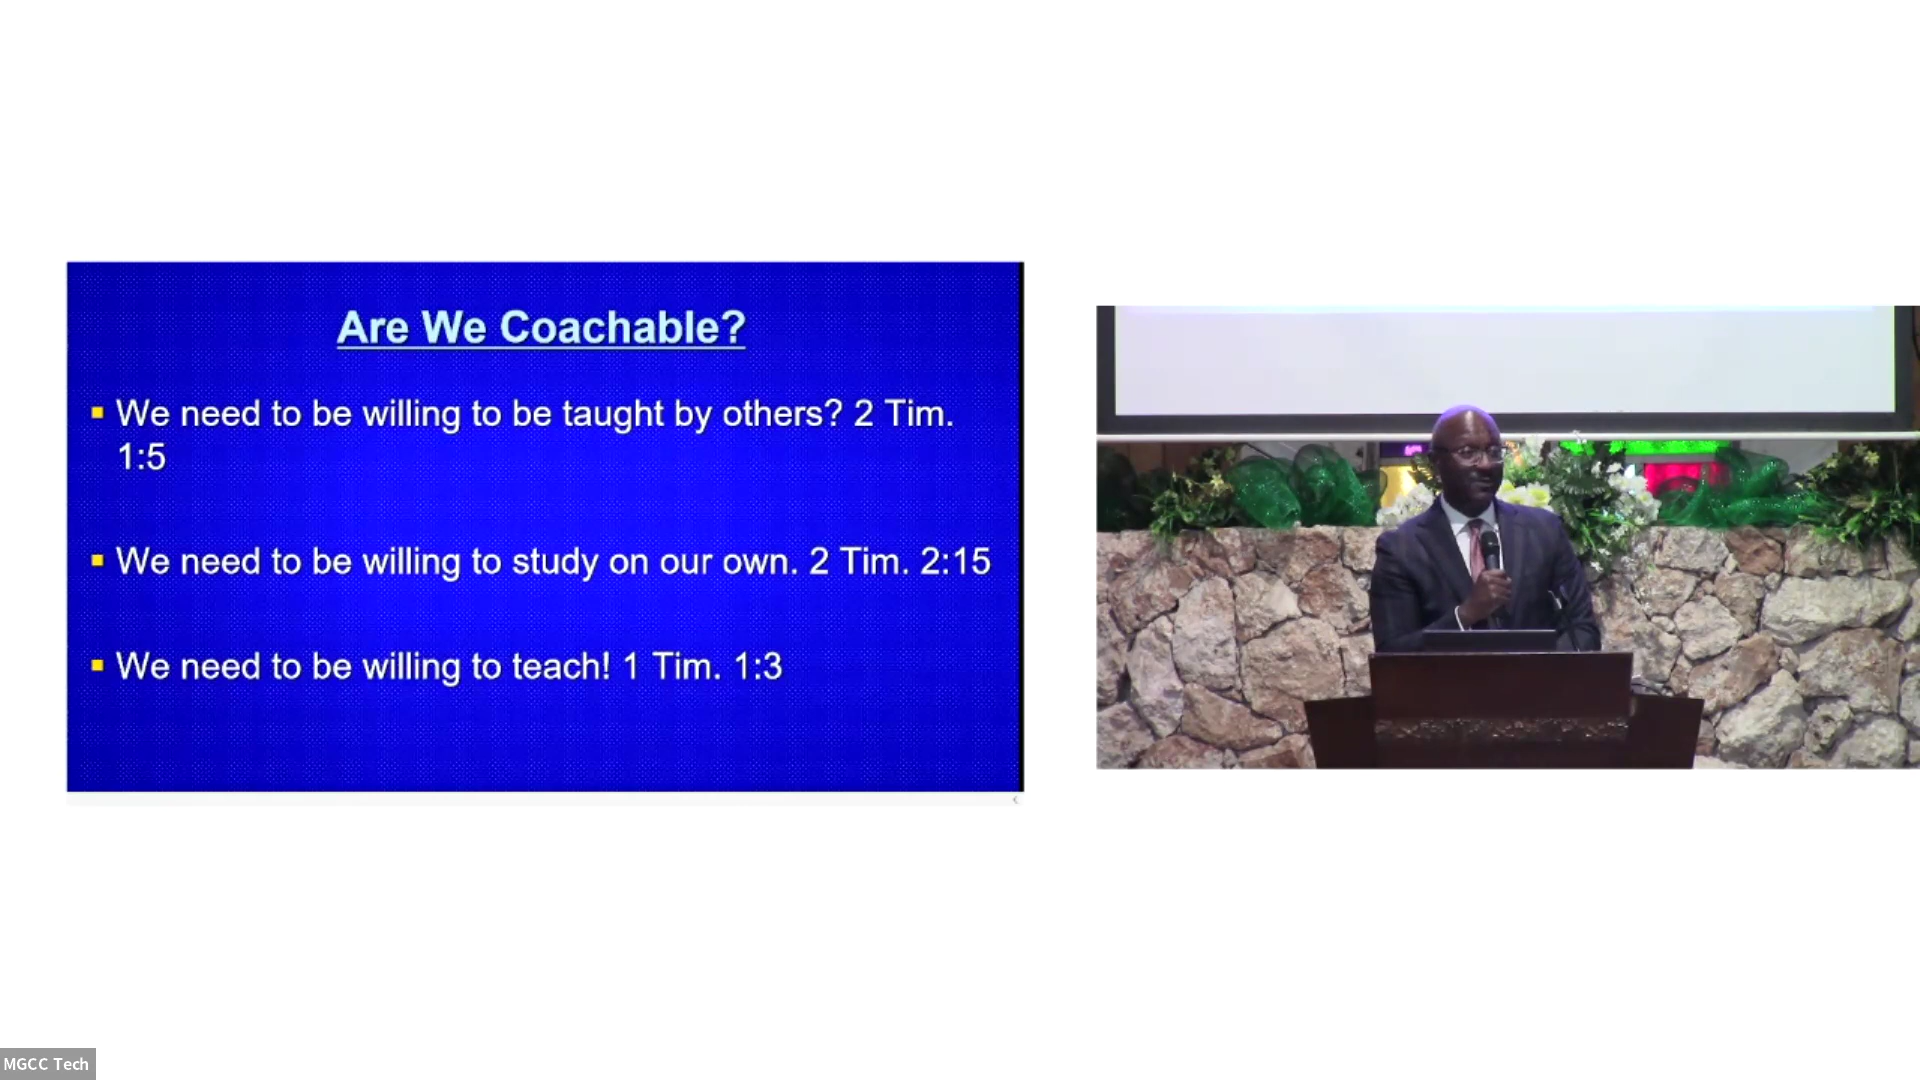 Are We Coachable?
We need to be willing to be taught by others? 2 Tim.
1:5
We need to be willing to study on our own. 2 Tim. 2:15
We need to be willing to teach! 1 Tim. 1:3
MGCC Tech